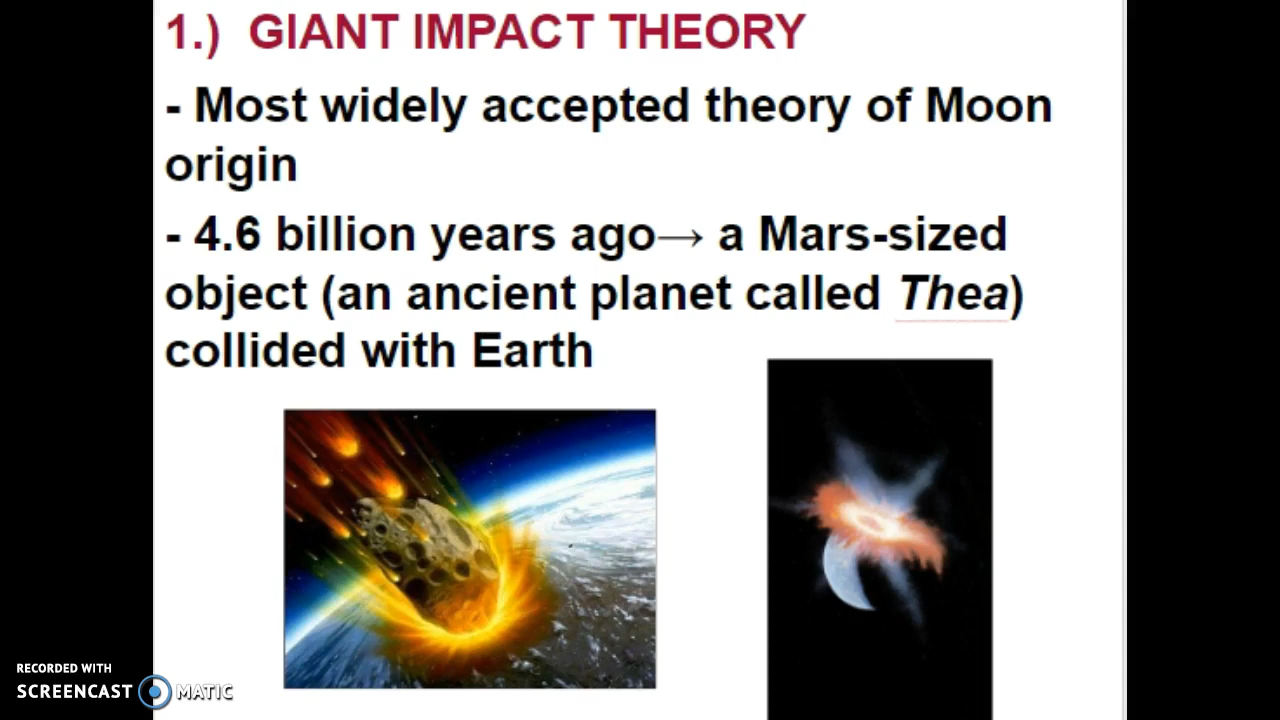 1.) GIANT IMPACT THEORY
- Most widely accepted theory of Moon
origin
- 4.6 billion years ago→ a Mars-sized
object (an ancient planet called Thea)
collided with Earth
RECORDED WITH
SCREENCAST MATIC